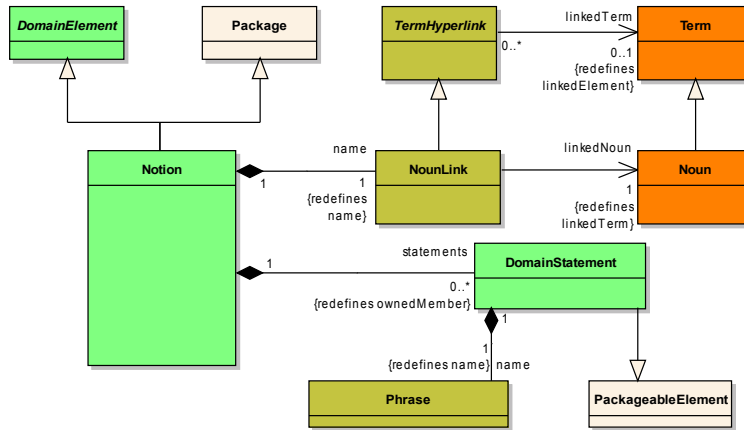 DomainElement
Package
TermHyperlink
linkedTerm
Term
0..*
0..1
{redefines
linkedElement}
Notion
name
NounLink
linkedNoun
Noun
1
1
{redefines
name}
1
{redefines
linkedTerm}
statements
DomainStatement
1
0..*
{redefines ownedMember}
1
1
{redefines name} name
Phrase
PackageableElement